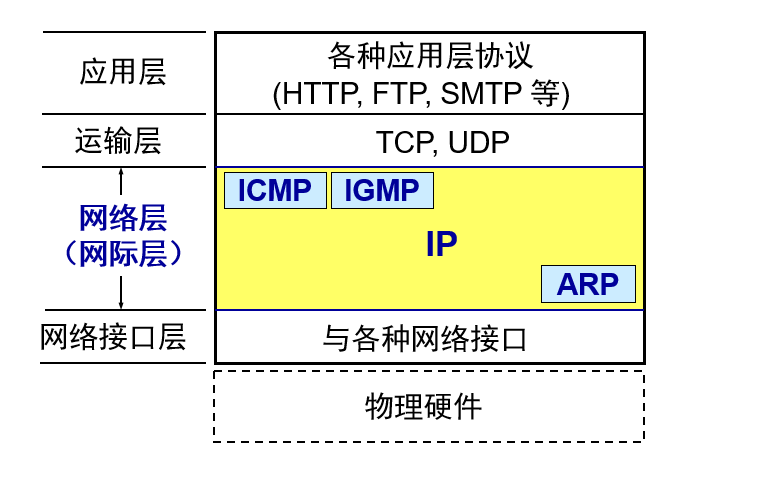 应用层
各种应用层协议
(HTTP, FTP, SMTP 等)
运输层
TCP, UDP
网络层
（网际层）
ICMP
IGMP
IP
ARP
网络接口层
与各种网络接口
物理硬件